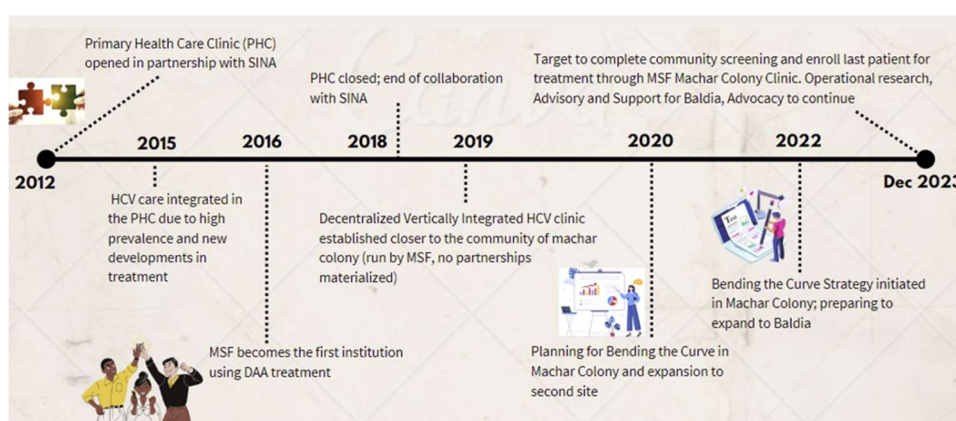 Primary Health Care Clinic (PHC)
opened in partnership with SINA
PHC closed; end of collaboration
with SINA
Target to complete community screening and enroll last patient for
treatment through MSF Machar Colony Clinic. Operational research,
Advisory and Support for Baldia, Advocacy to continue
2015
2016
2018
2019
2020
2022
2012
Dec 2023
HCV care integrated in
the PHC due to high
prevalence and new
developments in
treatment
Decentralized Vertically Integrated HCV clinic
established closer to the community of machar
colony (run by MSF, no partnerships
materialized)
Bending the Curve Strategy initiated
in Machar Colony; preparing to
expand to Baldia
MSF becomes the first institution
using DAA treatment
Planning for Bending the Curve in
Machar Colony and expansion to
second site